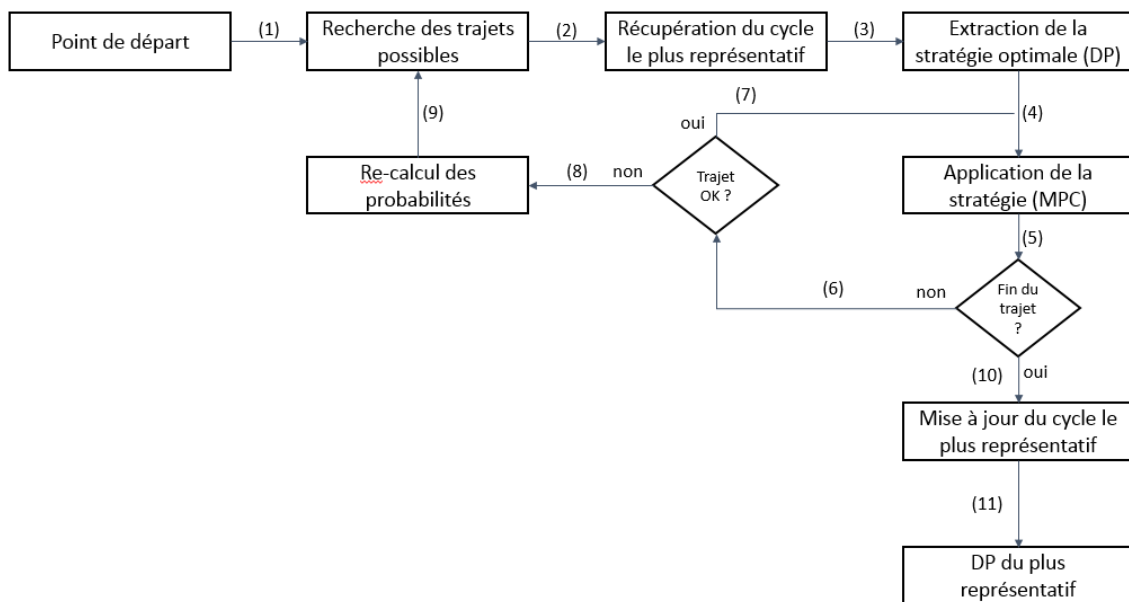 Point de départ
(1)
Recherche des trajets
possibles
(2)
Récupération du cycle
le plus représentatif
(3)
Extraction de la
stratégie optimale (DP)
(4)
Application de la
stratégie (MPC)
(5)
Fin du
trajet
?
non
(6)
Trajet
OK ?
oui
(7)
non
(8)
Re-calcul des
probabilités
(9)
(10)
oui
Mise à jour du cycle le
plus représentatif
(11)
DP du plus
représentatif